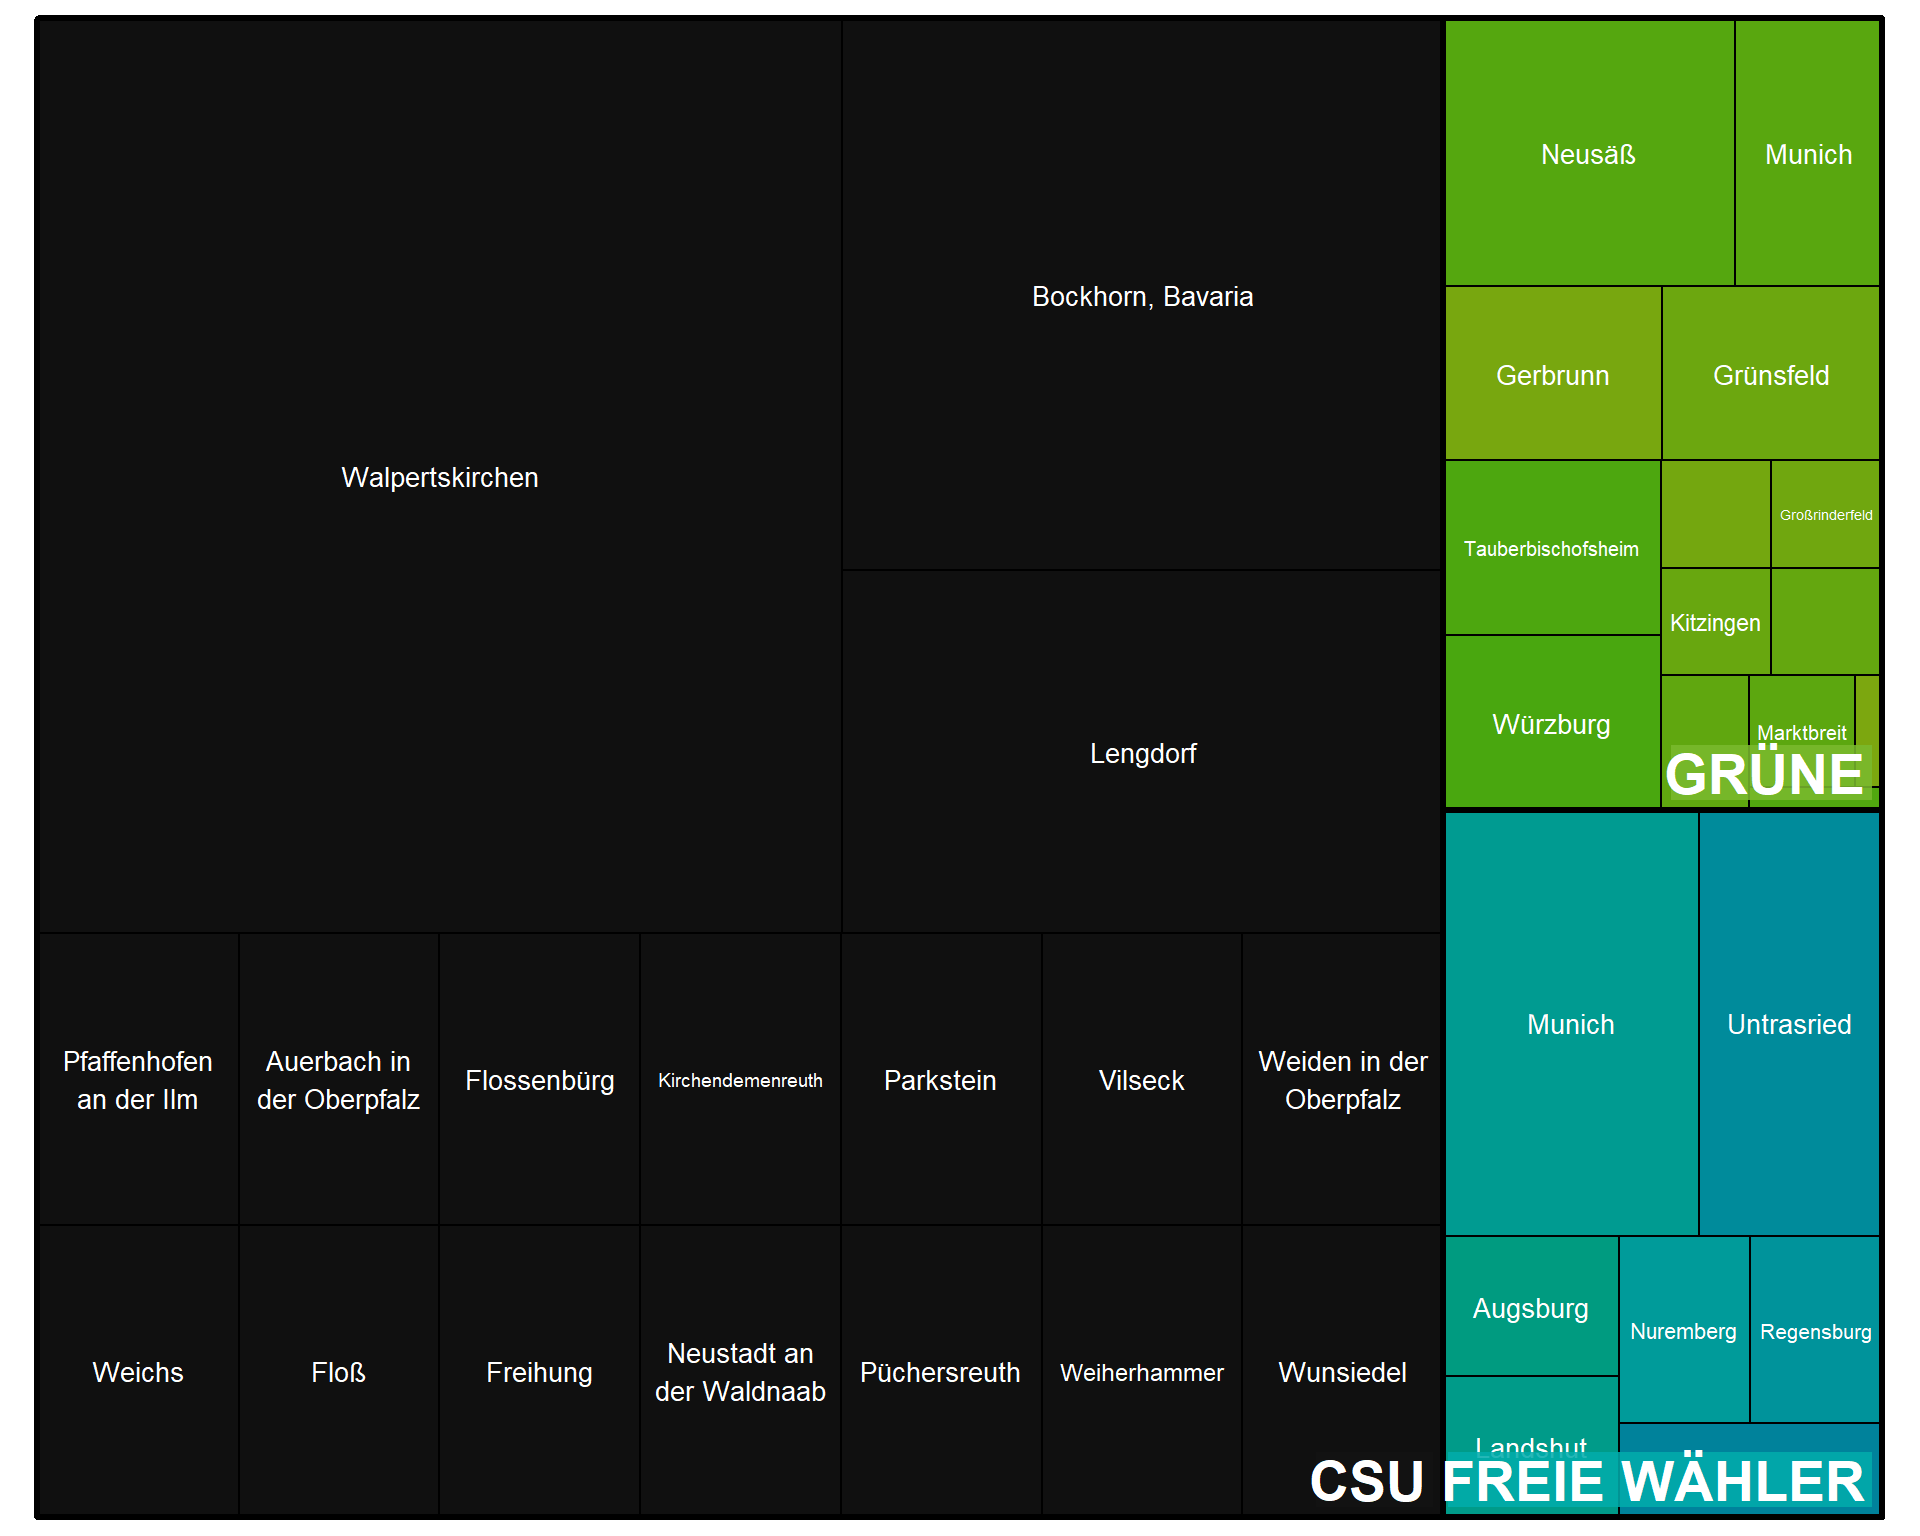 Walpertskirchen
Bockhorn, Bavaria
Lengdorf
Pfaffenhofen
an der Ilm
Auerbach in
der Oberpfalz
Flossenbürg
Kirchendemenreuth
Parkstein
Vilseck
Weiden in der
Oberpfalz
Weichs
Floß
Freihung
Neustadt an
der Waldnaab
Püchersreuth
Weiherhammer
Wunsiedel
CSU
Neusäß
Munich
Gerbrunn
Grünsfeld
Tauberbischofsheim
Großrinderfeld
Kitzingen
Würzburg
Marktbreit
GRÜNE
Munich
Untrasried
Augsburg
Nuremberg
Regensburg
Landshut
FREIE WÄHLER